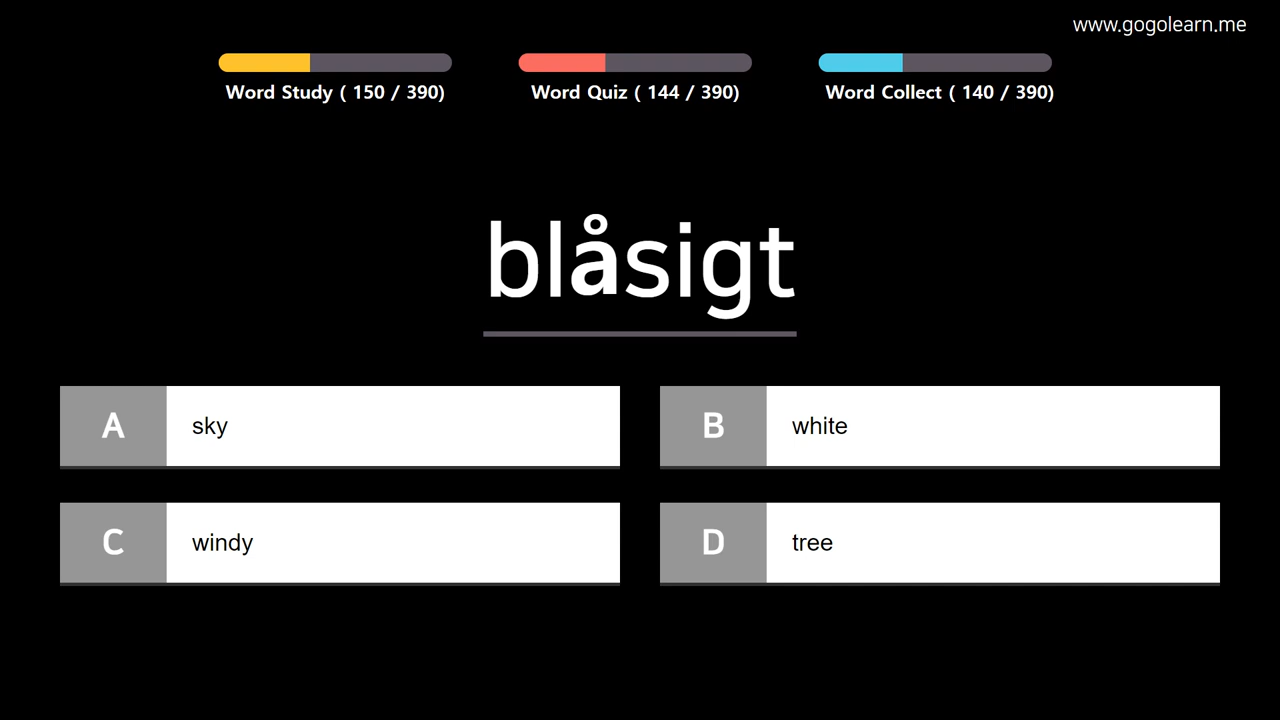 www.gogolearn.me
Word Study ( 150 / 390)
Word Quiz ( 144 / 390)
Word Collect ( 140 / 390)
blåsigt
A sky
B white
C windy
D tree